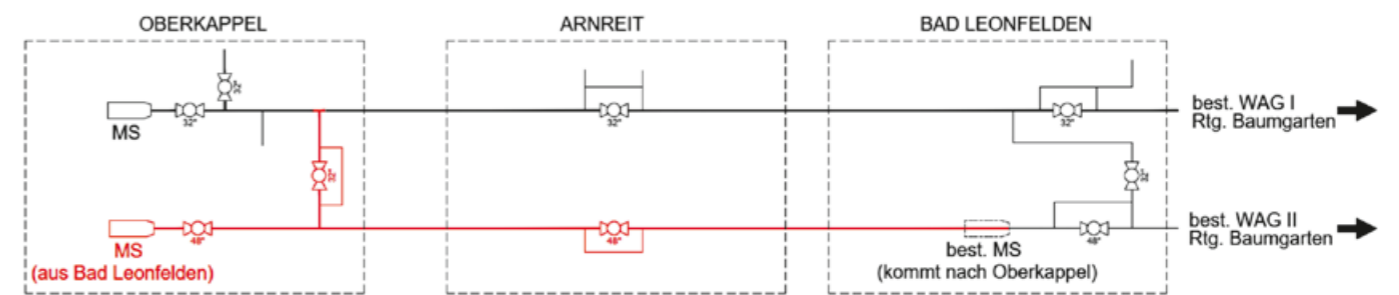 OBERKAPPEL
ARNREIT
BAD LEONFELDEN
32"
MS
32"
32"
32"
best. WAG I
Rtg. Baumgarten
32"
32"
MS
(aus Bad Leonfelden)
48"
48"
best. MS
(kommt nach Oberkappel)
48"
best. WAG II
Rtg. Baumgarten